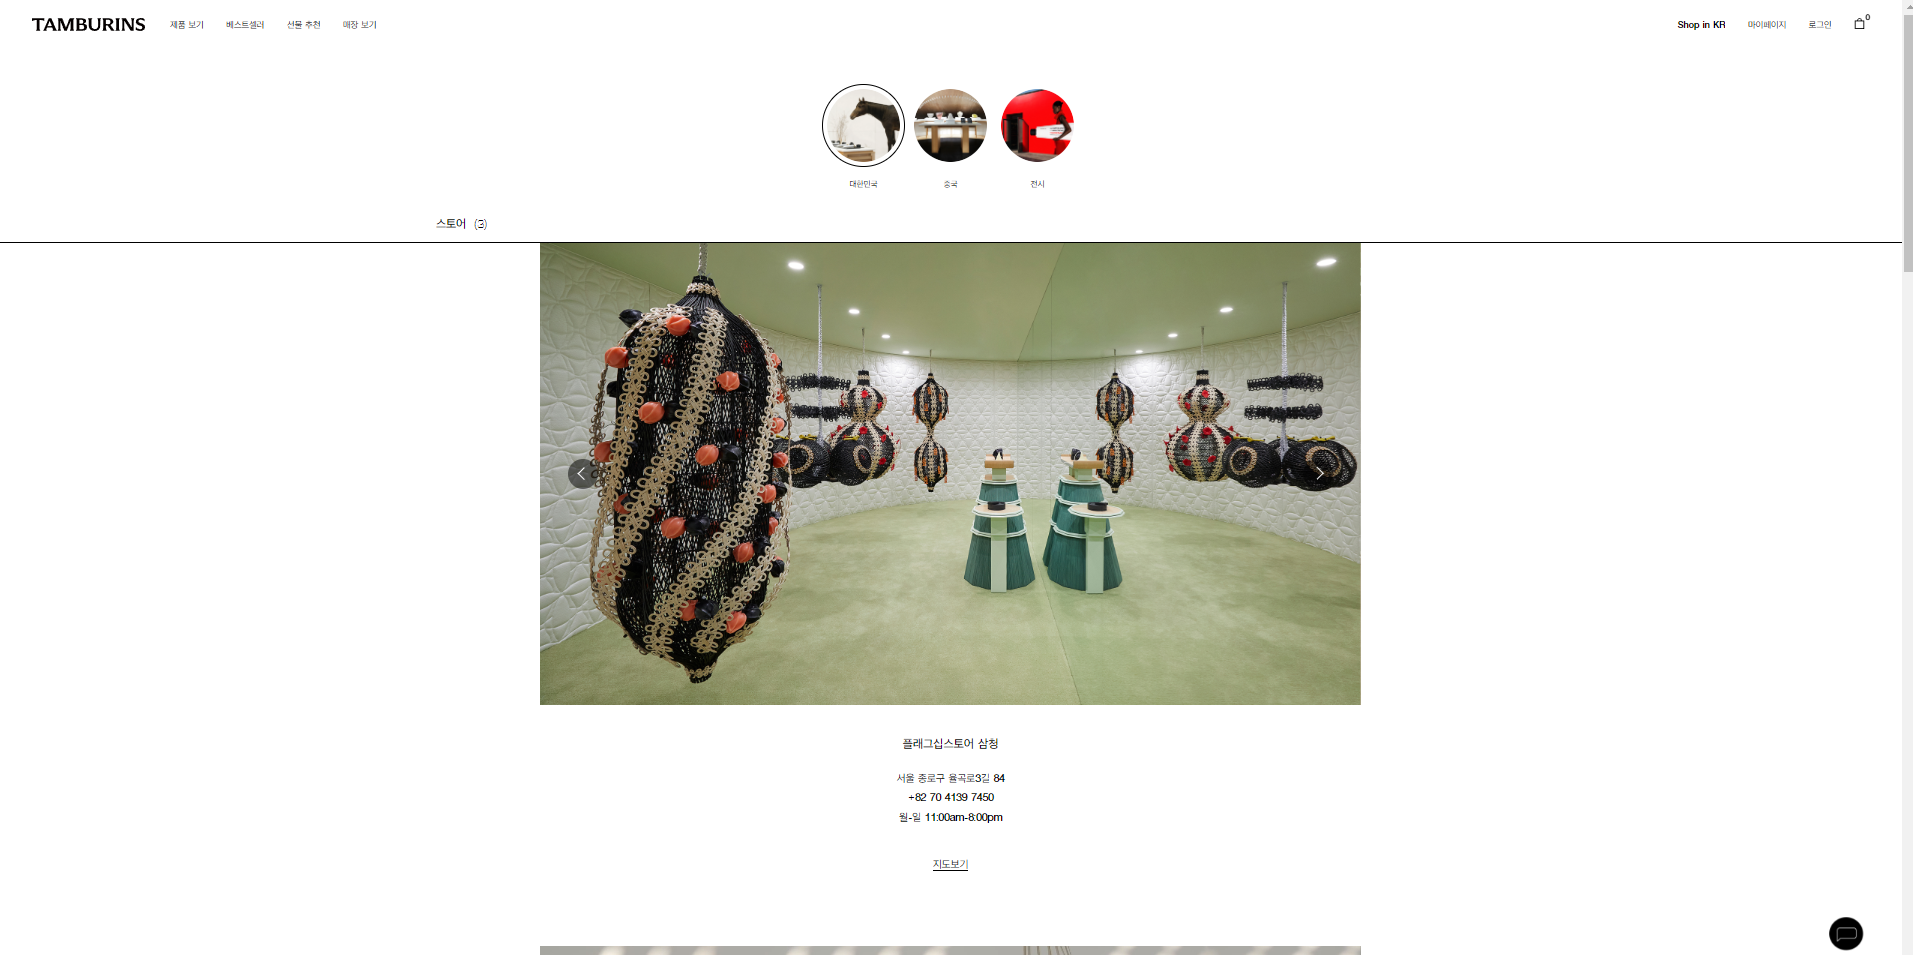 TAMBURINS 제품 보기 베스트셀러 선물 추천 매장 보기 Shop in KR 마이페이지 로그인 0
대한민국 중국 전시
스토어 (3)
플래그십스토어 삼청
서울 종로구 율곡로3길 84
+82 70 4139 7450
월-일 11:00am-8:00pm
지도보기